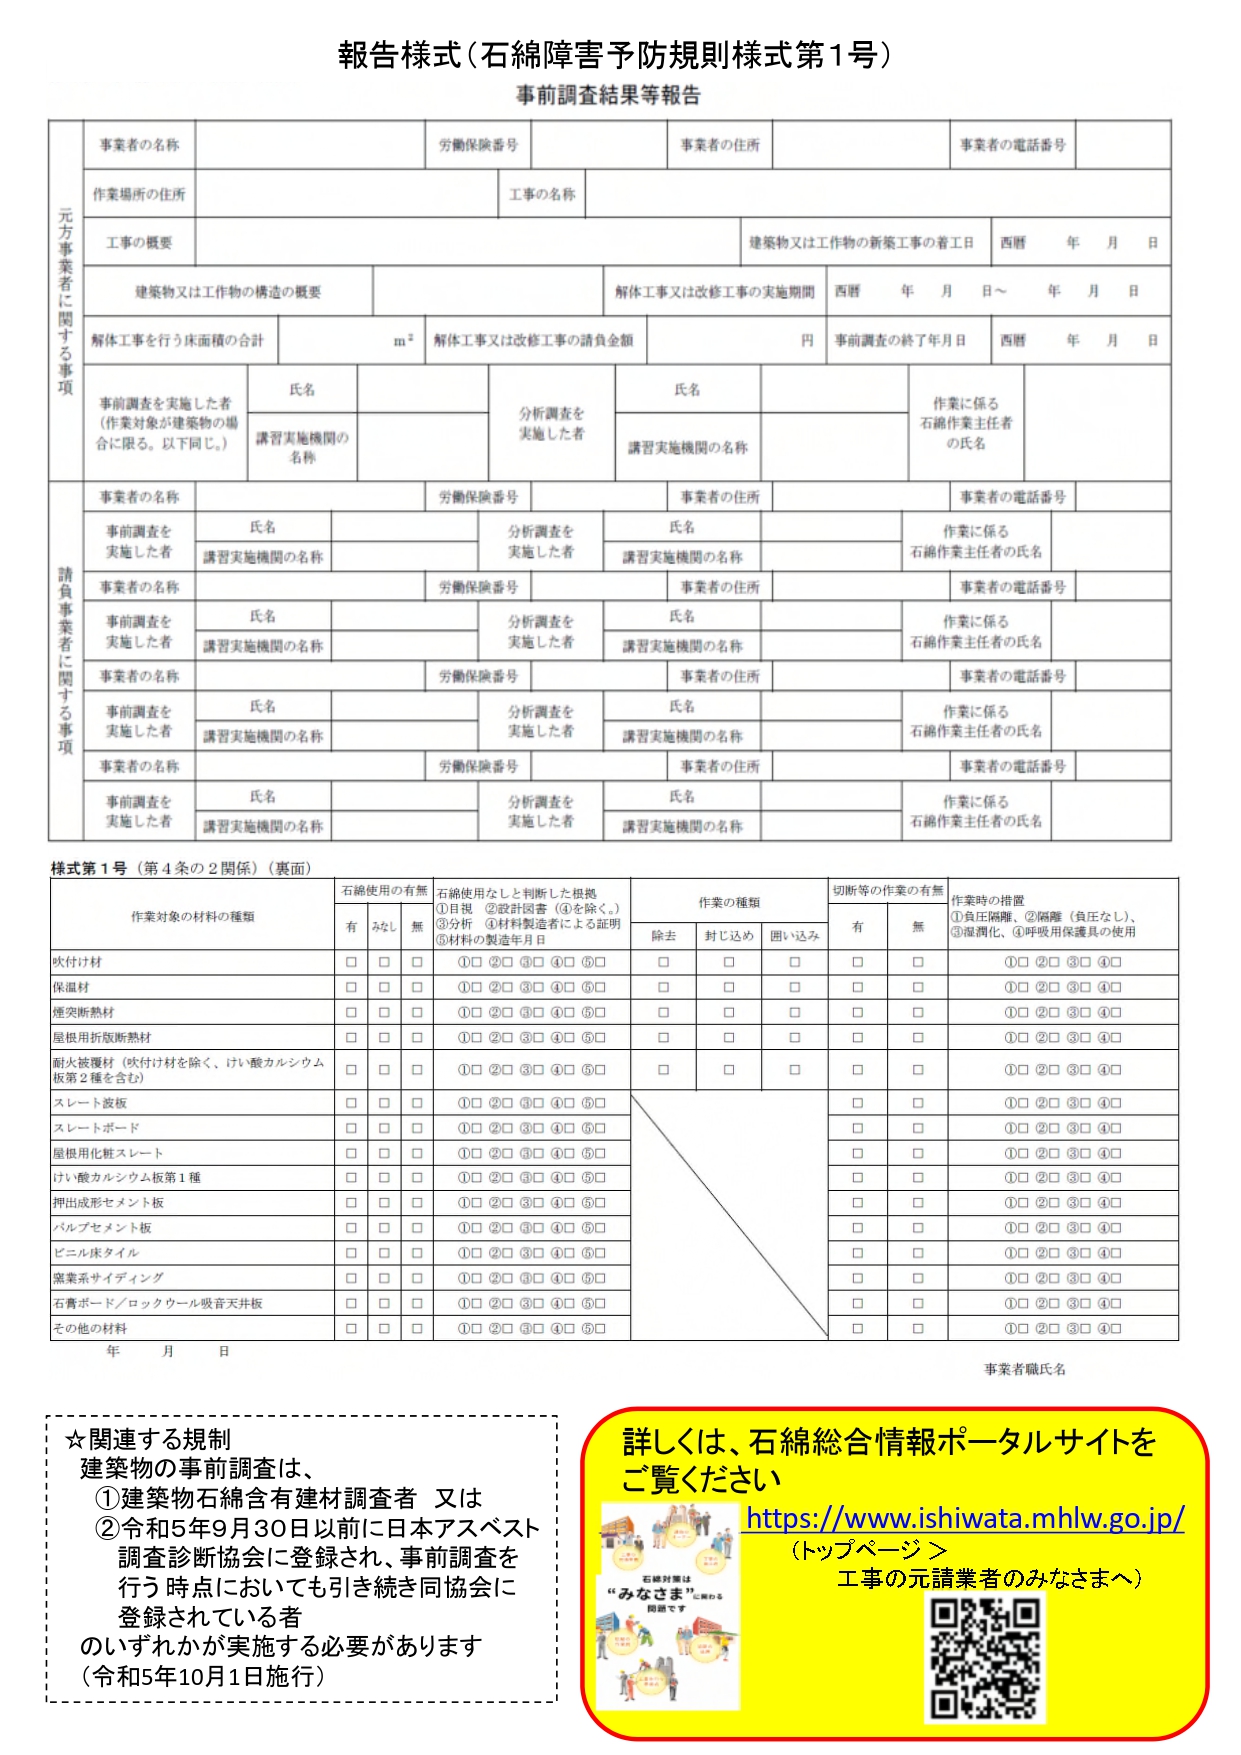 報告様式（石綿障害予防規則様式第１号）
事前調査結果等報告
元方事業者に関する事項
事業者の名称 労働保険番号 事業者の住所 事業者の電話番号
作業場所の住所 工事の名称
工事の概要 建築物又は工作物の新築工事の着工日 西暦 年 月 日
建築物又は工作物の構造の概要 解体工事又は改修工事の実施期間 西暦 年 月 日～ 年 月 日
解体工事を行う床面積の合計 ㎡ 解体工事又は改修工事の請負金額 円 事前調査の終了年月日 西暦 年 月 日
事前調査を実施した者
（作業対象が建築物の場
合に限る。以下同じ。）
氏名
講習実施機関の
名称
分析調査を
実施した者
氏名
講習実施機関の名称
作業に係る
石綿作業主任者
の氏名
請負事業者に関する事項
事業者の名称 労働保険番号 事業者の住所 事業者の電話番号
事前調査を 氏名 分析調査を 氏名 作業に係る
実施した者 講習実施機関の名称 実施した者 講習実施機関の名称 石綿作業主任者の氏名
事業者の名称 労働保険番号 事業者の住所 事業者の電話番号
事前調査を 氏名 分析調査を 氏名 作業に係る
実施した者 講習実施機関の名称 実施した者 講習実施機関の名称 石綿作業主任者の氏名
事業者の名称 労働保険番号 事業者の住所 事業者の電話番号
事前調査を 氏名 分析調査を 氏名 作業に係る
実施した者 講習実施機関の名称 実施した者 講習実施機関の名称 石綿作業主任者の氏名
事業者の名称 労働保険番号 事業者の住所 事業者の電話番号
事前調査を 氏名 分析調査を 氏名 作業に係る
実施した者 講習実施機関の名称 実施した者 講習実施機関の名称 石綿作業主任者の氏名
様式第１号（第４条の２関係）（裏面）
作業対象の材料の種類
石綿使用の有無
有 みなし 無
石綿使用なしと判断した根拠
①目視 ②設計図書（④を除く。）
③分析 ④材料製造者による証明
⑤材料の製造年月日
作業の種類
除去 封じ込め 囲い込み
切断等の作業の有無
有 無
作業時の措置
①負圧隔離、②隔離（負圧なし）、
③湿潤化、④呼吸用保護具の使用
吹付け材 □ □ □ ①□ ②□ ③□ ④□ ⑤□ □ □ □ □ □ ①□ ②□ ③□ ④□
保温材 □ □ □ ①□ ②□ ③□ ④□ ⑤□ □ □ □ □ □ ①□ ②□ ③□ ④□
煙突断熱材 □ □ □ ①□ ②□ ③□ ④□ ⑤□ □ □ □ □ □ ①□ ②□ ③□ ④□
屋根用折版断熱材 □ □ □ ①□ ②□ ③□ ④□ ⑤□ □ □ □ □ □ ①□ ②□ ③□ ④□
耐火被覆材（吹付け材を除く、けい酸カルシウム
板第２種を含む） □ □ □ ①□ ②□ ③□ ④□ ⑤□ □ □ □ □ □ ①□ ②□ ③□ ④□
スレート波板 □ □ □ ①□ ②□ ③□ ④□ ⑤□ □ □ ①□ ②□ ③□ ④□
スレートボード □ □ □ ①□ ②□ ③□ ④□ ⑤□ □ □ ①□ ②□ ③□ ④□
屋根用化粧スレート □ □ □ ①□ ②□ ③□ ④□ ⑤□ □ □ ①□ ②□ ③□ ④□
けい酸カルシウム板第１種 □ □ □ ①□ ②□ ③□ ④□ ⑤□ □ □ ①□ ②□ ③□ ④□
押出成形セメント板 □ □ □ ①□ ②□ ③□ ④□ ⑤□ □ □ ①□ ②□ ③□ ④□
パルプセメント板 □ □ □ ①□ ②□ ③□ ④□ ⑤□ □ □ ①□ ②□ ③□ ④□
ビニル床タイル □ □ □ ①□ ②□ ③□ ④□ ⑤□ □ □ ①□ ②□ ③□ ④□
窯業系サイディング □ □ □ ①□ ②□ ③□ ④□ ⑤□ □ □ ①□ ②□ ③□ ④□
石膏ボード／ロックウール吸音天井板 □ □ □ ①□ ②□ ③□ ④□ ⑤□ □ □ ①□ ②□ ③□ ④□
その他の材料 □ □ □ ①□ ②□ ③□ ④□ ⑤□ □ □ ①□ ②□ ③□ ④□
年 月 日
事業者職氏名
☆関連する規制
建築物の事前調査は、
①建築物石綿含有建材調査者 又は
②令和5年9月30日以前に日本アスベスト
調査診断協会に登録され、事前調査を
行う時点においても引き続き同協会に
登録されている者
のいずれかが実施する必要があります
（令和5年10月1日施行）
詳しくは、石綿総合情報ポータルサイトを
ご覧ください
https://www.ishiwata.mhlw.go.jp/
（トップページ ＞
工事の元請業者のみなさまへ）
石綿対策は
“みなさま”に関わる
問題です